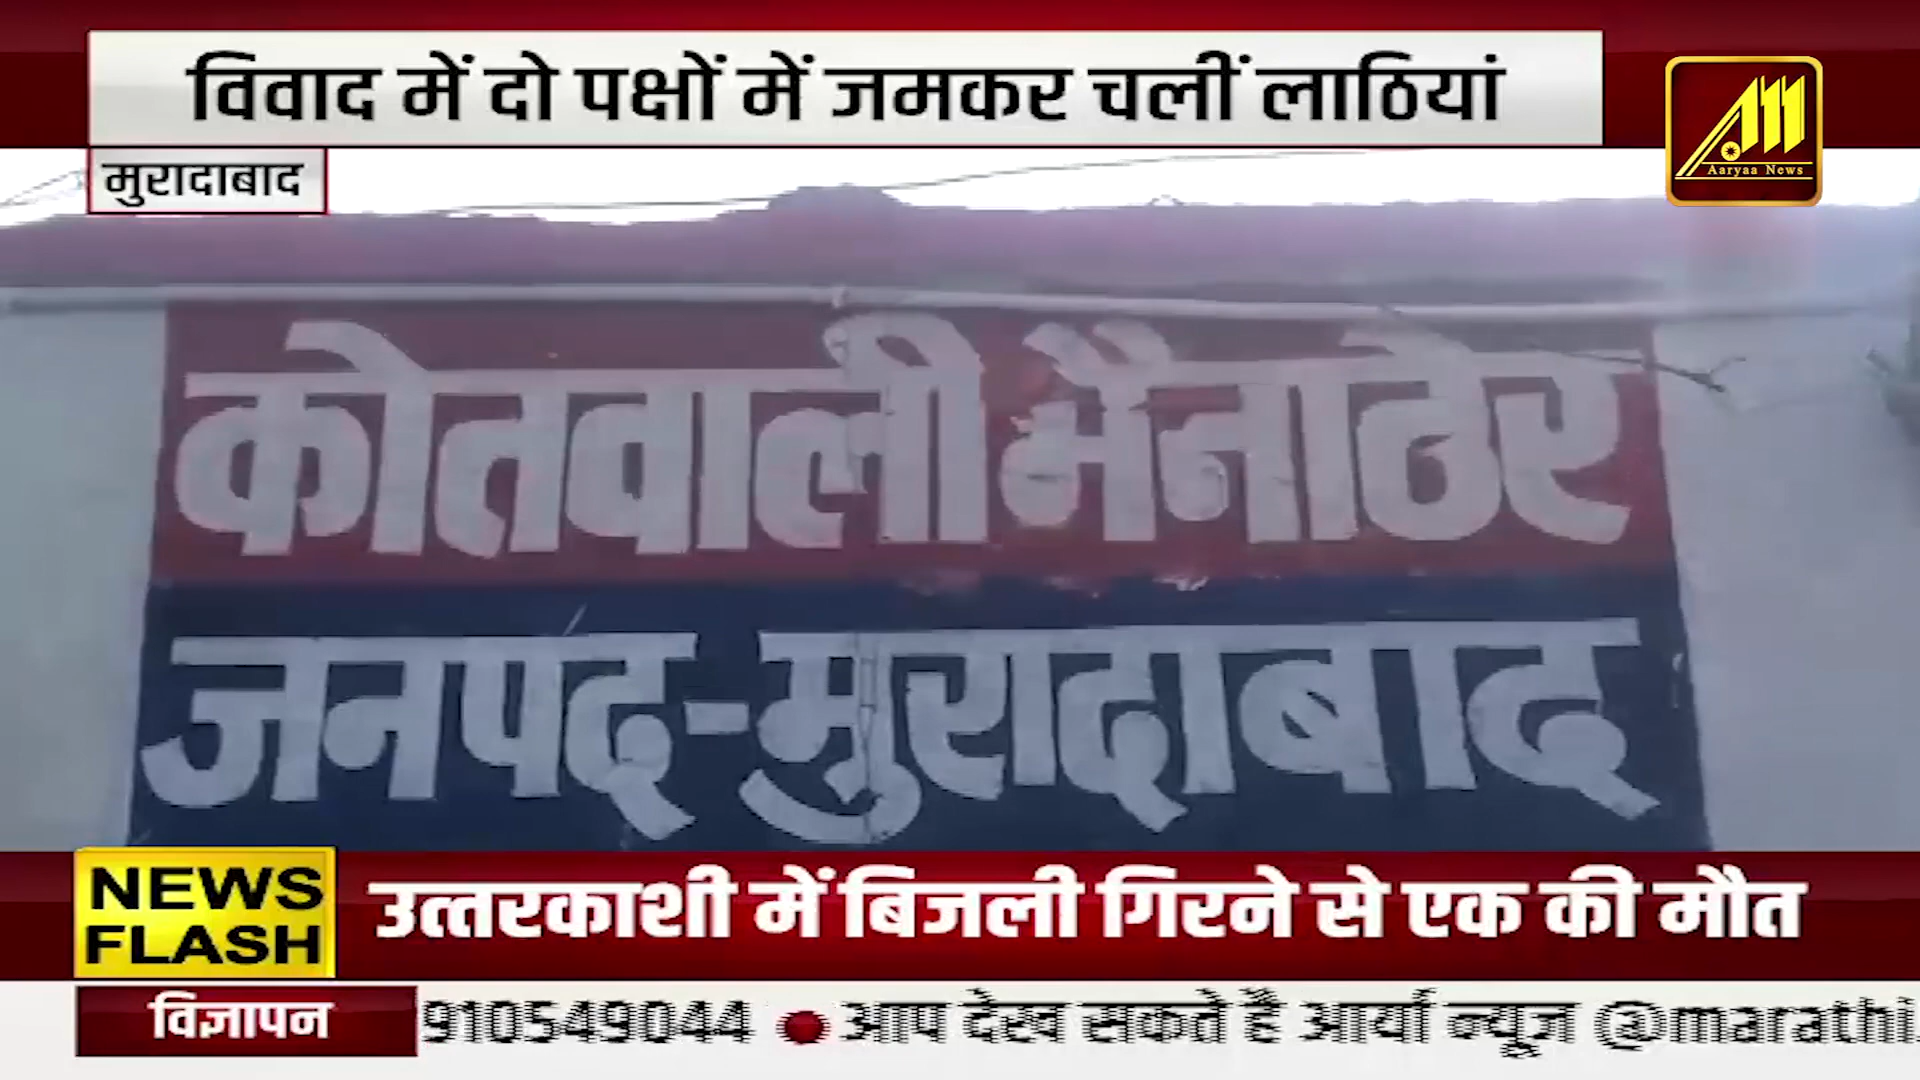 विवाद में दो पक्षों में जमकर चलीं लाठियां
मुरादाबाद
Aaryaa News
कोतवाली मैनाठेर
जनपद-मुरादाबाद
NEWS
FLASH
उत्तरकाशी में बिजली गिरने से एक की मौत
विज्ञापन
910549044 ● आप देख सकते हैं आर्या न्यूज @marathi.